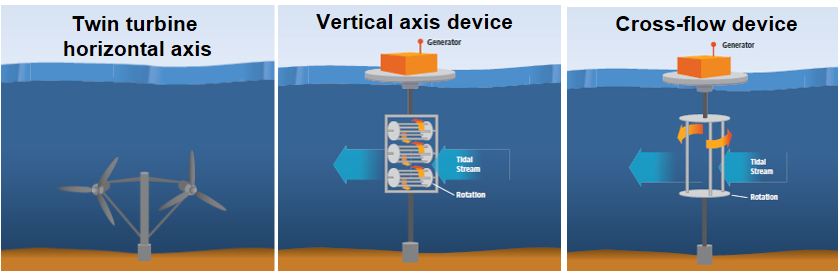 Twin turbine
horizontal axis
Vertical axis device
Generator
Tidal
Stream
Rotation
Cross-flow device
Generator
Tidal
Stream
Rotation